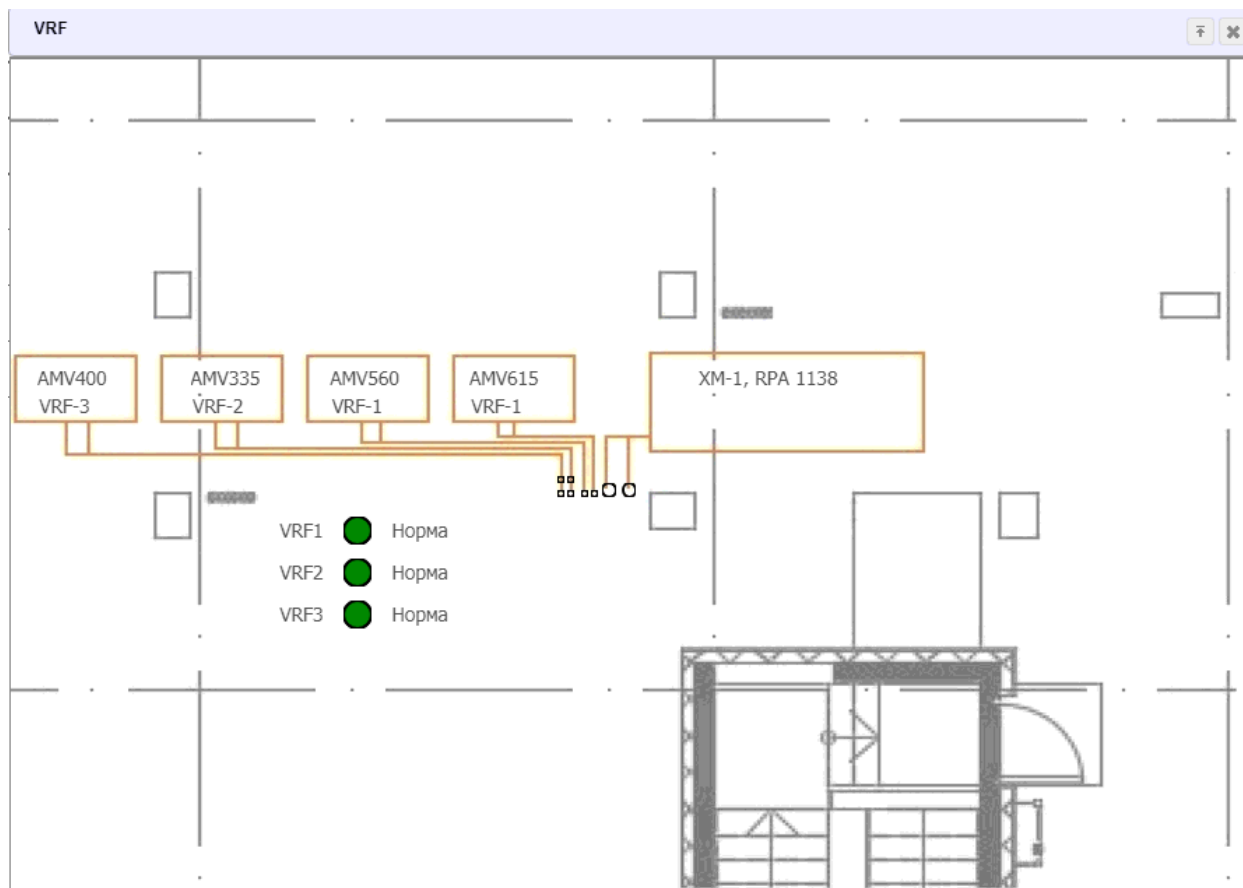 VRF
AMV400
VRF-3
AMV335
VRF-2
AMV560
VRF-1
AMV615
VRF-1
XM-1, RPA 1138
VRF1 Норма
VRF2 Норма
VRF3 Норма